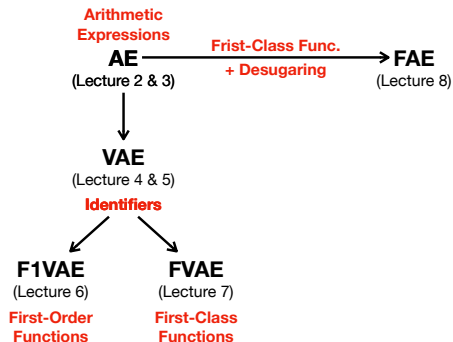 Arithmetic
Expressions
AE
(Lecture 2 & 3)
Frist-Class Func.
+ Desugaring
FAE
(Lecture 8)
VAE
(Lecture 4 & 5)
Identifiers
F1VAE
(Lecture 6)
First-Order
Functions
FVAE
(Lecture 7)
First-Class
Functions